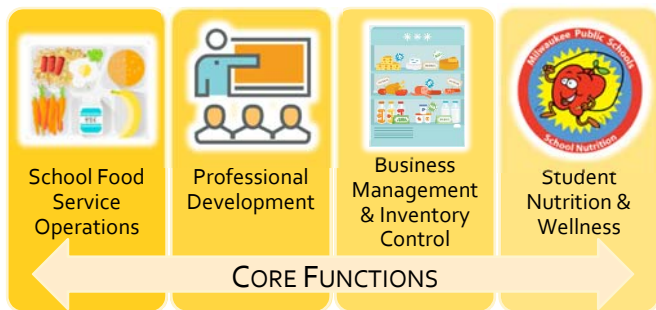 Milwaukee Public Schools
School Nutrition
School Food
Service
Operations
Professional
Development
Business
Management
& Inventory
Control
Student
Nutrition &
Wellness
CORE FUNCTIONS